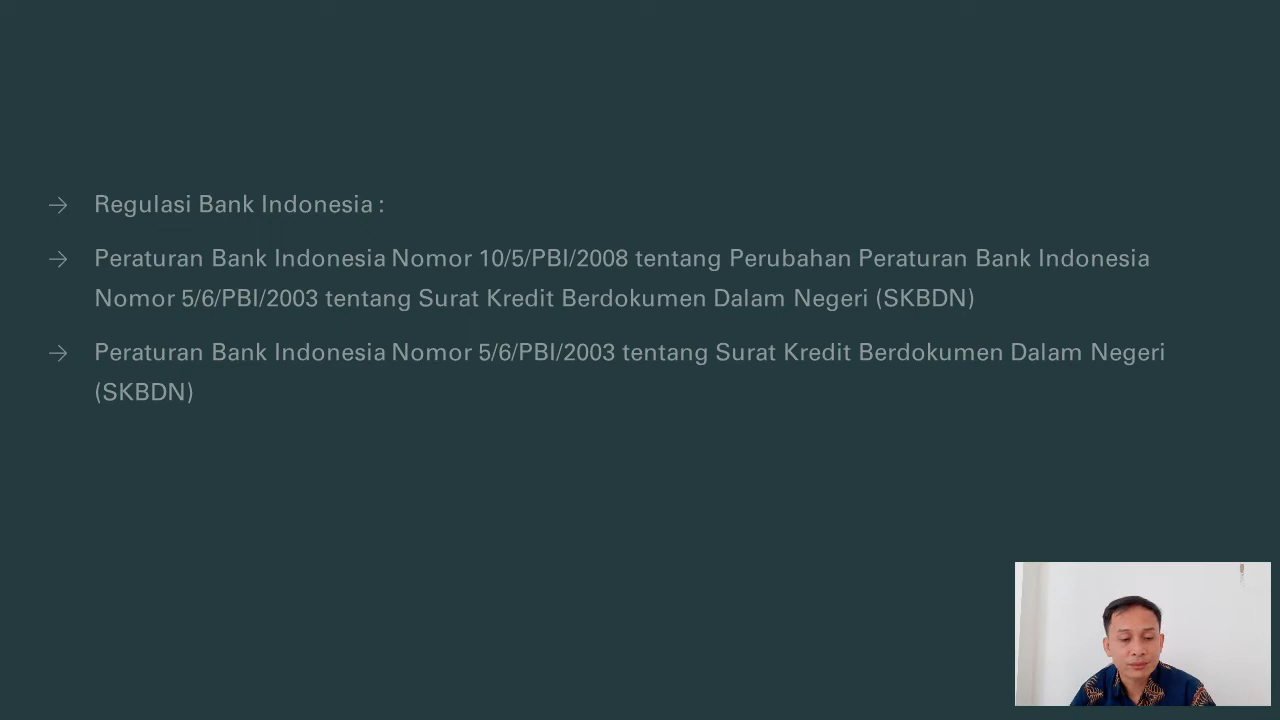 → Regulasi Bank Indonesia :
→ Peraturan Bank Indonesia Nomor 10/5/PBI/2008 tentang Perubahan Peraturan Bank Indonesia
Nomor 5/6/PBI/2003 tentang Surat Kredit Berdokumen Dalam Negeri (SKBDN)
→ Peraturan Bank Indonesia Nomor 5/6/PBI/2003 tentang Surat Kredit Berdokumen Dalam Negeri
(SKBDN)